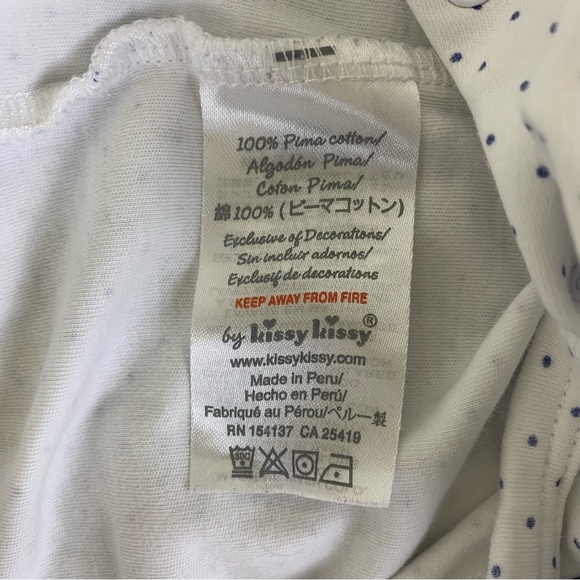 100% Pima cotton/
Algodón Pima/
Coton Pima/
綿100% (ピーマコットン)
Exclusive of Decorations/
Sin incluir adornos/
Exclusif de decorations
KEEP AWAY FROM FIRE
by kissy kissy®
www.kissykissy.com
Made in Peru/
Hecho en Perú/
Fabriqué au Pérou/ペルー製
RN 154137 CA 25419